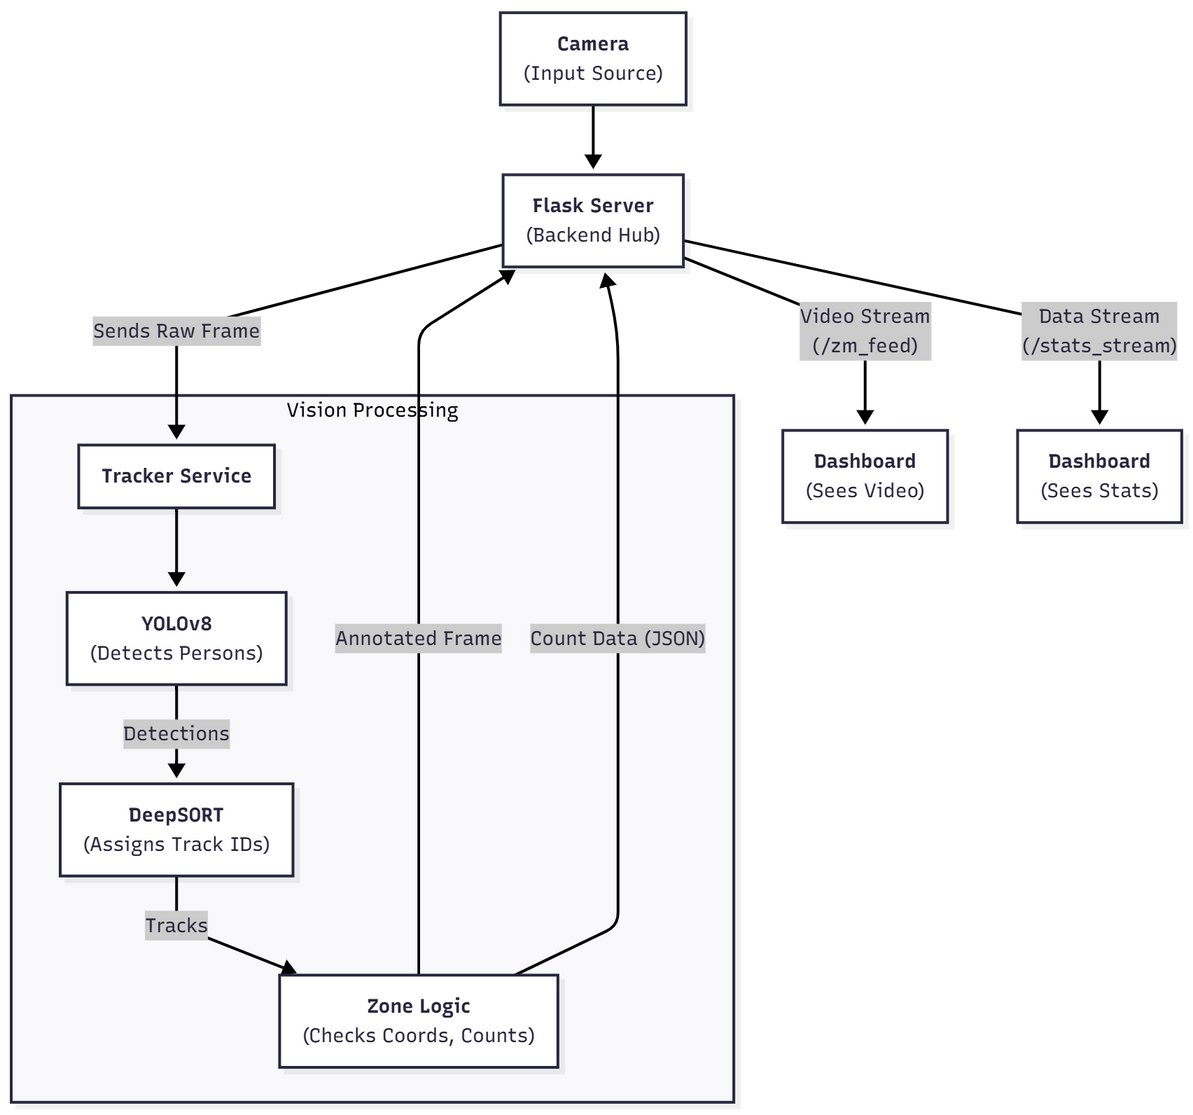 Camera
(Input Source)
Flask Server
(Backend Hub)
Sends Raw Frame
Video Stream
(/zm_feed)
Data Stream
(/stats_stream)
Vision Processing
Tracker Service
Dashboard
(Sees Video)
Dashboard
(Sees Stats)
YOLOv8
(Detects Persons)
Annotated Frame
Count Data (JSON)
Detections
DeepSORT
(Assigns Track IDs)
Tracks
Zone Logic
(Checks Coords, Counts)